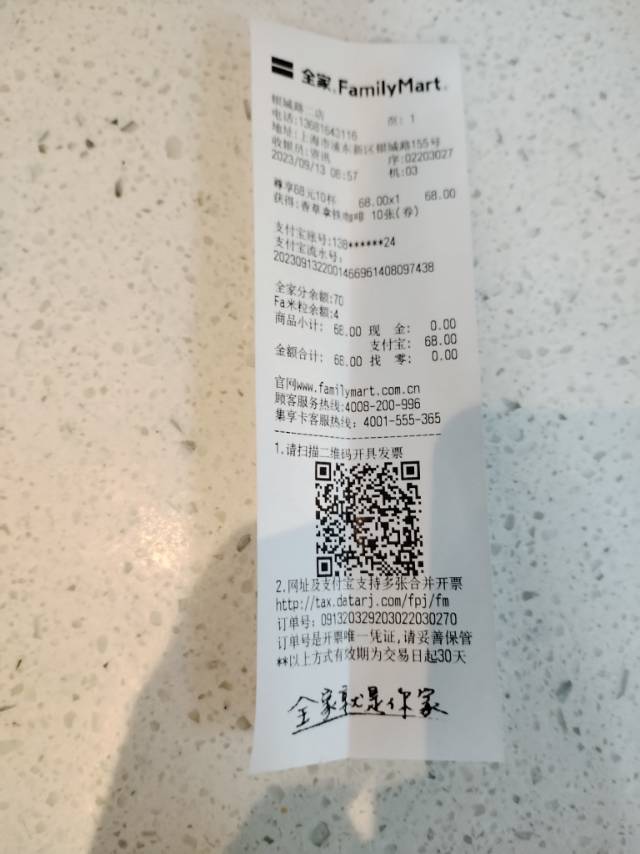 全家 FamilyMart
银城路二店
电话:13681643116 剂: 1
地址:上海市浦东新区银城路155号
收银员: 序:02203027
2023/09/13 08:57 机:03
尊享68元10杯 68.00x1 68.00
获得:香草拿铁咖啡 10张(券)
支付宝账号:138******24
支付宝流水号:
2023091322001466961408097438
全家分余额:70
Fa米粒余额:4
商品小计: 68.00 现 金: 0.00
支付宝: 68.00
金额合计: 68.00 找 零: 0.00
官网www.familymart.com.cn
顾客服务热线:4008-200-996
集享卡客服热线: 4001-555-365
1.请扫描二维码开具发票
2.网址及支付宝支持多张合并开票
http://tax.datarj.com/fpj/fm
订单号: 091320329203022030270
订单号是开票唯一凭证,请妥善保管
**以上方式有效期为交易日起30天
全家就是你家